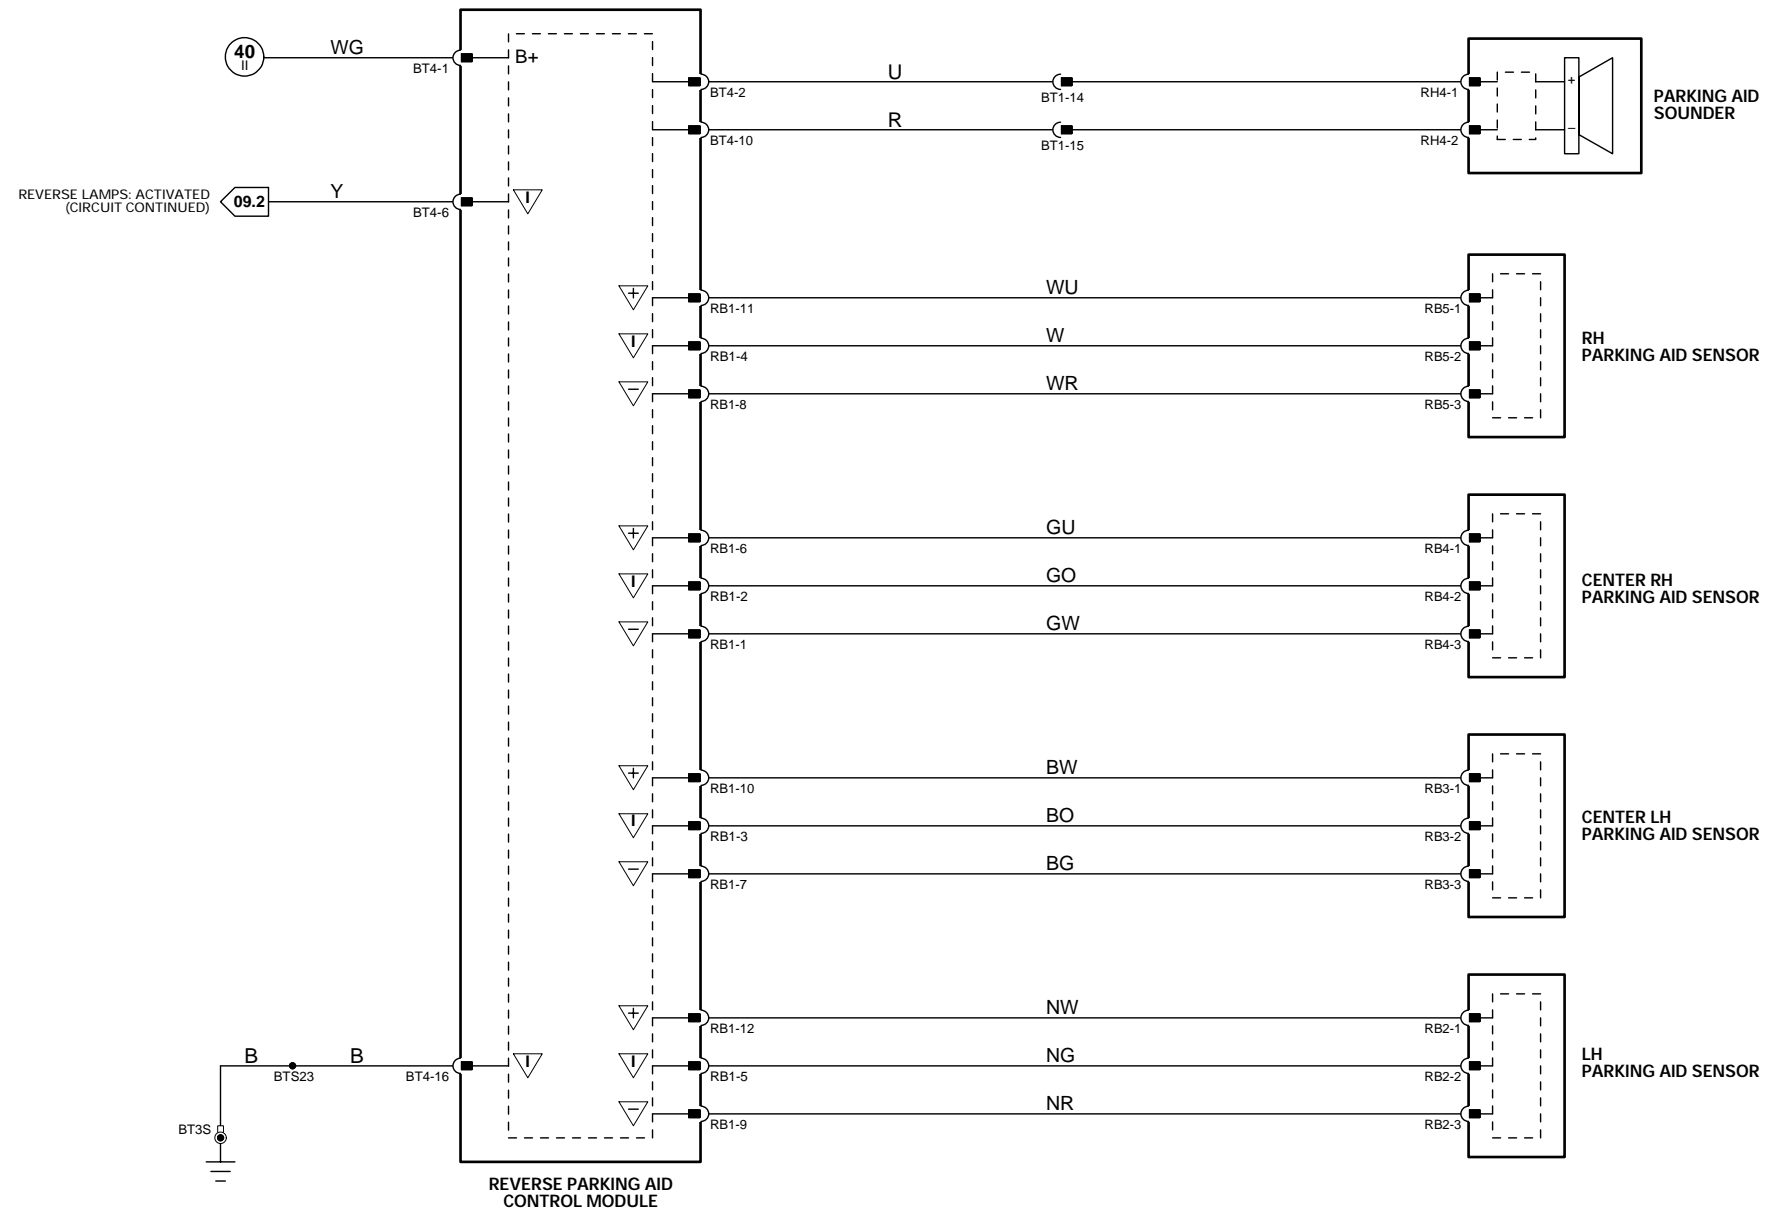 40
II
WG
BT4-1
B+
BT4-2
U
BT1-14
RH4-1
BT4-10
R
BT1-15
RH4-2
+
–
PARKING AID
SOUNDER
REVERSE LAMPS: ACTIVATED
(CIRCUIT CONTINUED)
09.2
Y
BT4-6
I
+
RB1-11
WU
RB5-1
I
RB1-4
W
RB5-2
–
RB1-8
WR
RB5-3
RH
PARKING AID SENSOR
+
RB1-6
GU
RB4-1
I
RB1-2
GO
RB4-2
–
RB1-1
GW
RB4-3
CENTER RH
PARKING AID SENSOR
+
RB1-10
BW
RB3-1
I
RB1-3
BO
RB3-2
–
RB1-7
BG
RB3-3
CENTER LH
PARKING AID SENSOR
+
RB1-12
NW
RB2-1
B
BTS23
B
BT4-16
I
I
RB1-5
NG
RB2-2
–
RB1-9
NR
RB2-3
LH
PARKING AID SENSOR
BT3S
REVERSE PARKING AID
CONTROL MODULE